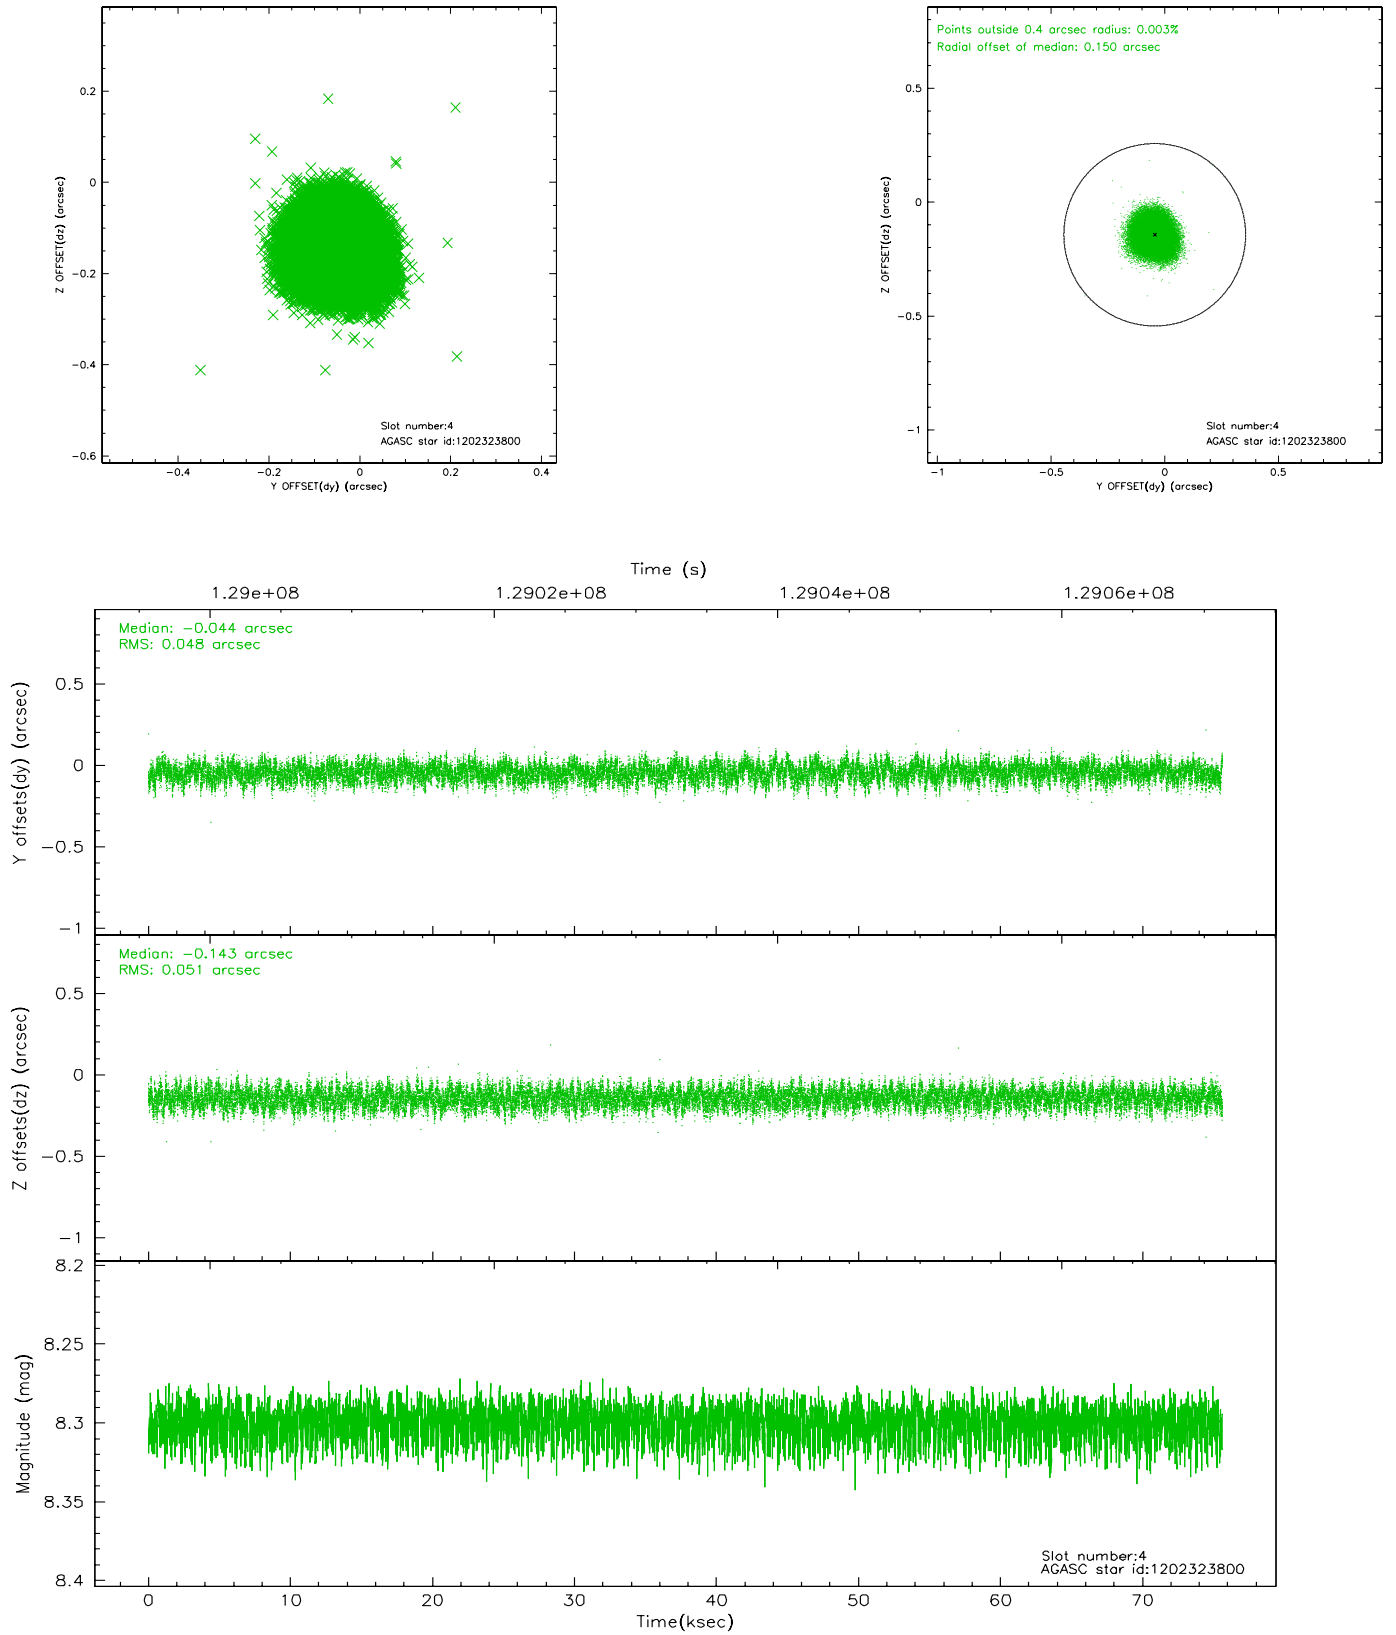 0.2
0
−0.2
−0.4
−0.6
Z OFFSET(dz) (arcsec)
−0.4
−0.2
0
0.2
0.4
Y OFFSET(dy) (arcsec)
Slot number:4
AGASC star id:1202323800
Points outside 0.4 arcsec radius: 0.003%
Radial offset of median: 0.150 arcsec
0.5
0
−0.5
−1
Z OFFSET(dz) (arcsec)
−1
−0.5
0
0.5
Y OFFSET(dy) (arcsec)
Slot number:4
AGASC star id:1202323800
Time (s)
1.29e+08
1.2902e+08
1.2904e+08
1.2906e+08
Median: −0.044 arcsec
RMS: 0.048 arcsec
0.5
0
−0.5
−1
Y offsets(dy) (arcsec)
Median: −0.143 arcsec
RMS: 0.051 arcsec
0.5
0
−0.5
−1
Z offsets(dz) (arcsec)
8.2
8.25
8.3
8.35
8.4
Magnitude (mag)
Slot number:4
AGASC star id:1202323800
0
10
20
30
40
50
60
70
Time(ksec)